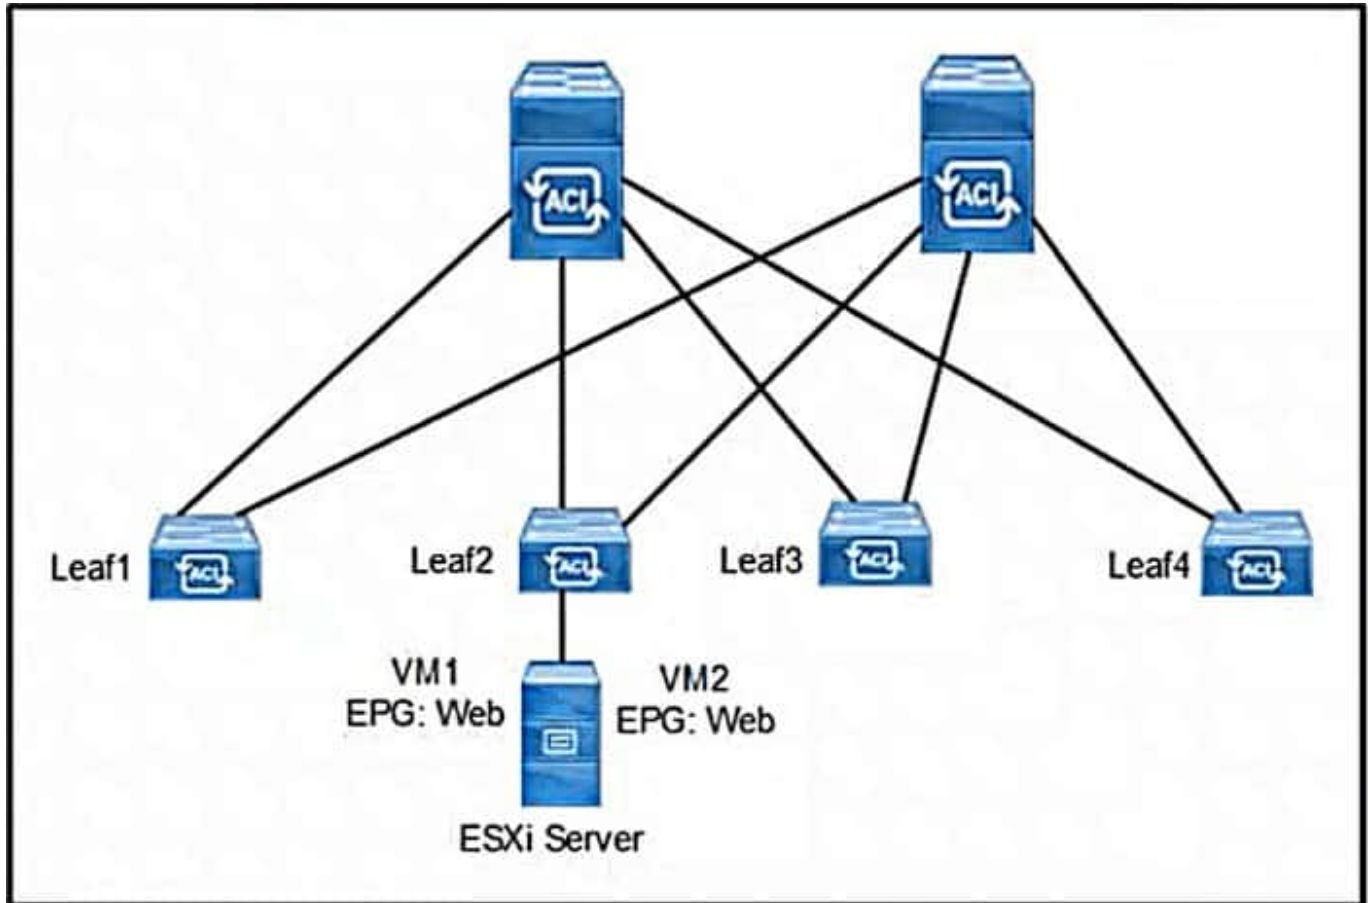 ACI
ACI
Leaf1
ACI
Leaf2
ACI
Leaf3
ACI
Leaf4
ACI
VM1
EPG: Web
VM2
EPG: Web
ESXi Server